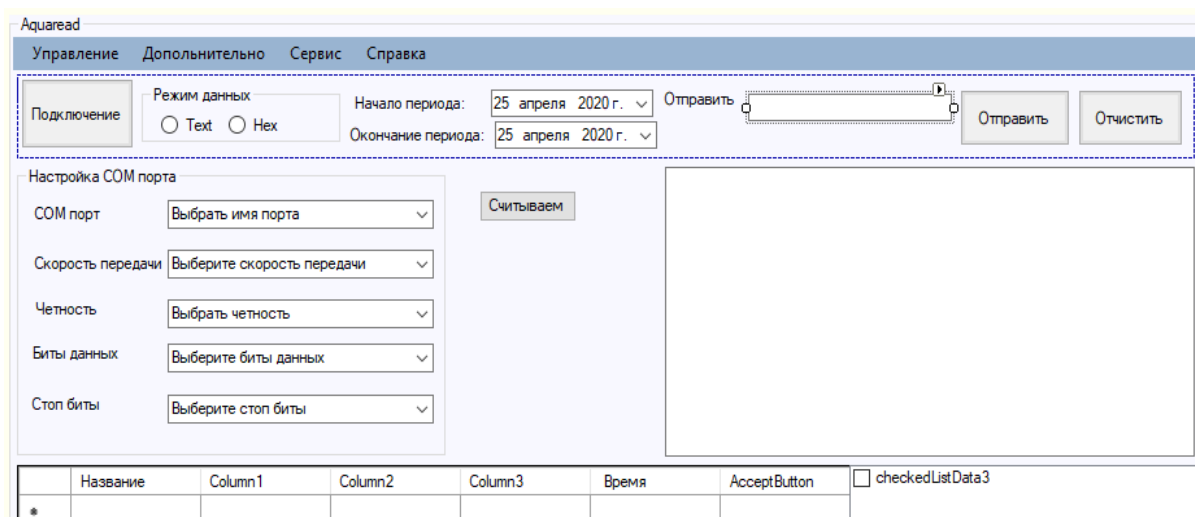 Aquaread
Управление Допольнительно Сервис Справка
Подключение
Режим данных
Text Hex
Начало периода: 25 апреля 2020 г.
Окончание периода: 25 апреля 2020 г.
Отправить
Отправить
Отчистить
Настройка COM порта
COM порт Выбрать имя порта
Скорость передачи Выберите скорость передачи
Четность Выбрать четность
Биты данных Выберите биты данных
Стоп биты Выберите стоп биты
Считываем
Название Column1 Column2 Column3 Время AcceptButton
checkedListData3